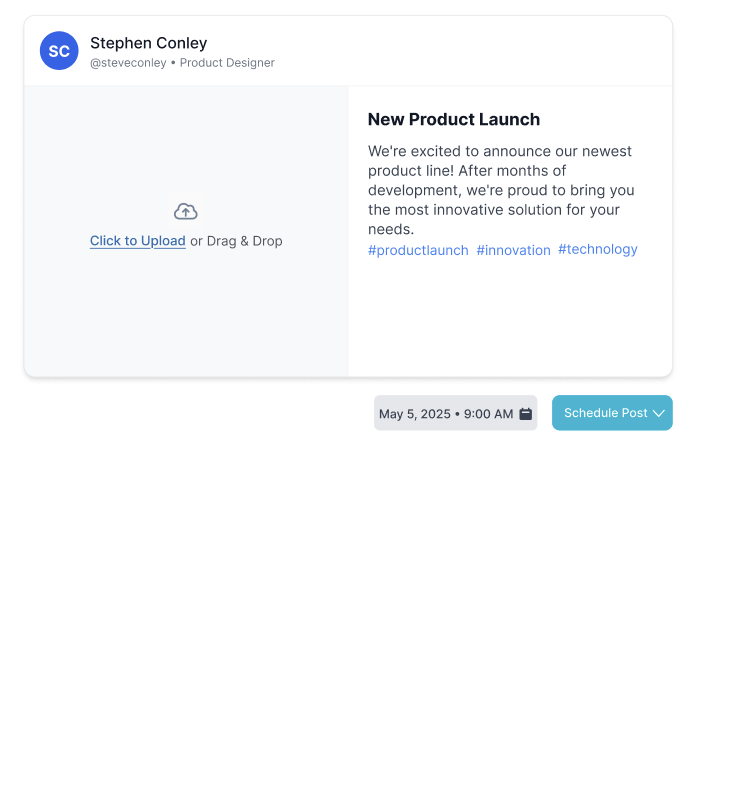 SC
Stephen Conley
@steveconley • Product Designer
Click to Upload or Drag & Drop
New Product Launch
We're excited to announce our newest
product line! After months of
development, we're proud to bring you
the most innovative solution for your
needs.
#productlaunch #innovation #technology
May 5, 2025 • 9:00 AM
Schedule Post